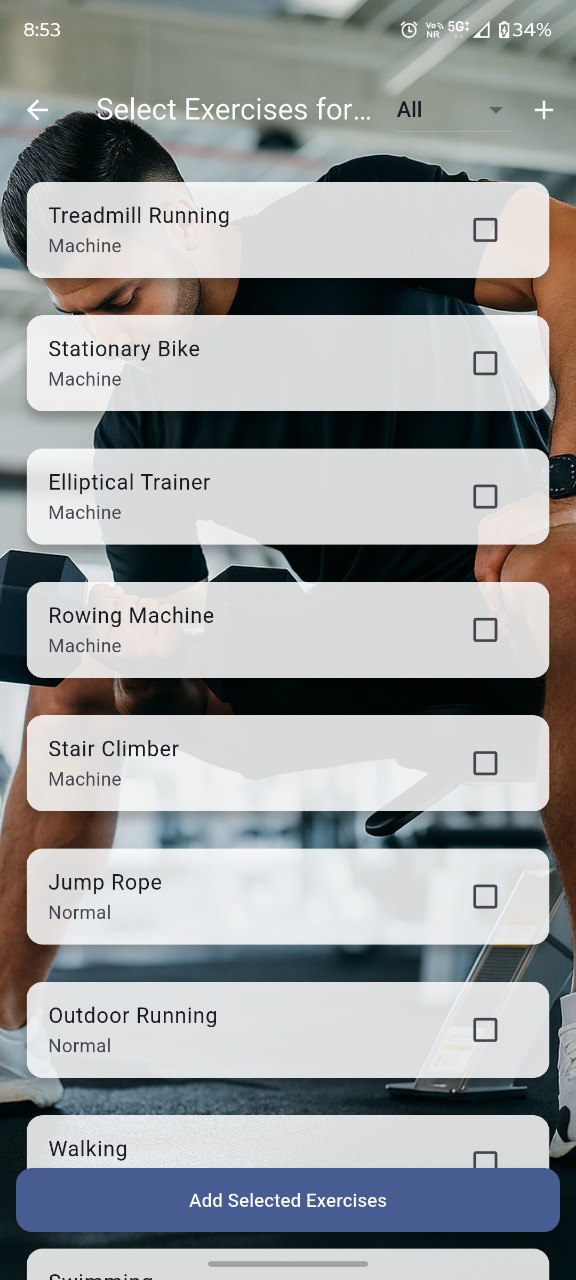 8:53
Vo NR 5G 34%
Select Exercises for... All
Treadmill Running
Machine
Stationary Bike
Machine
Elliptical Trainer
Machine
Rowing Machine
Machine
Stair Climber
Machine
Jump Rope
Normal
Outdoor Running
Normal
Walking
Add Selected Exercises
Swimming